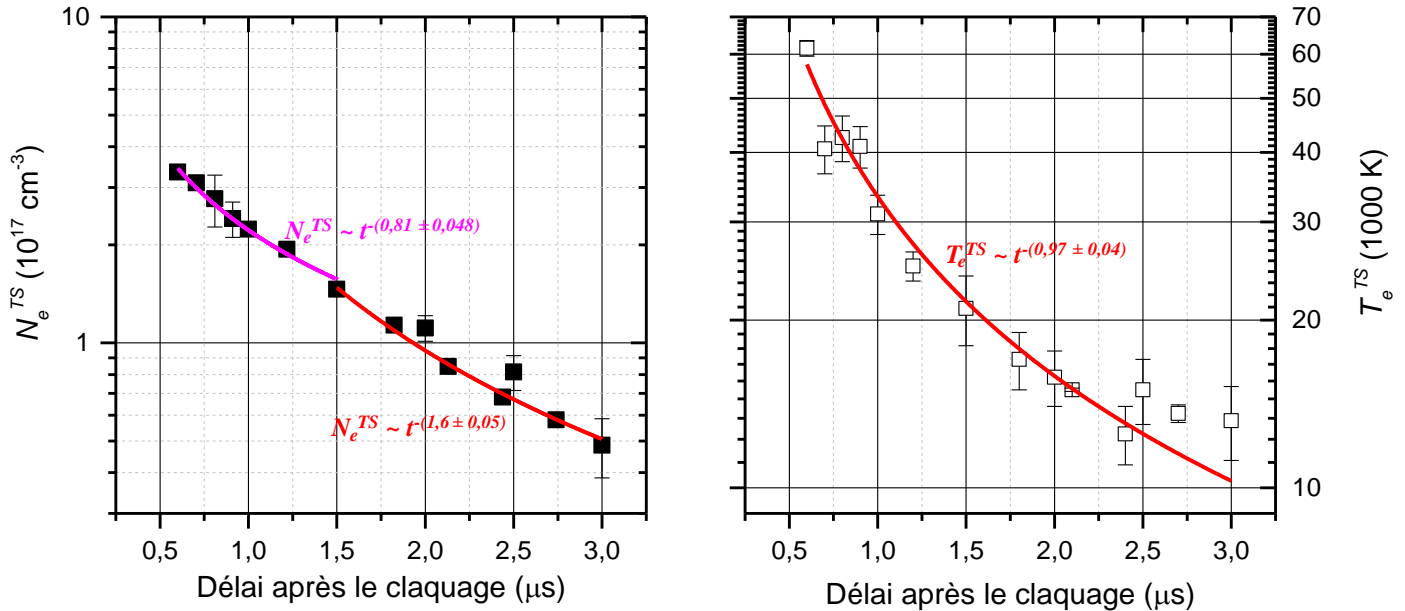 10
1
N_e^TS (10^17 cm^-3)
N_e^TS ~ t^-(0,81 ± 0,048)
N_e^TS ~ t^-(1,6 ± 0,05)
0,5 1,0 1,5 2,0 2,5 3,0
Délai après le claquage (μs)
70
60
50
40
30
20
10
T_e^TS (1000 K)
T_e^TS ~ t^-(0,97 ± 0,04)
0,5 1,0 1,5 2,0 2,5 3,0
Délai après le claquage (μs)